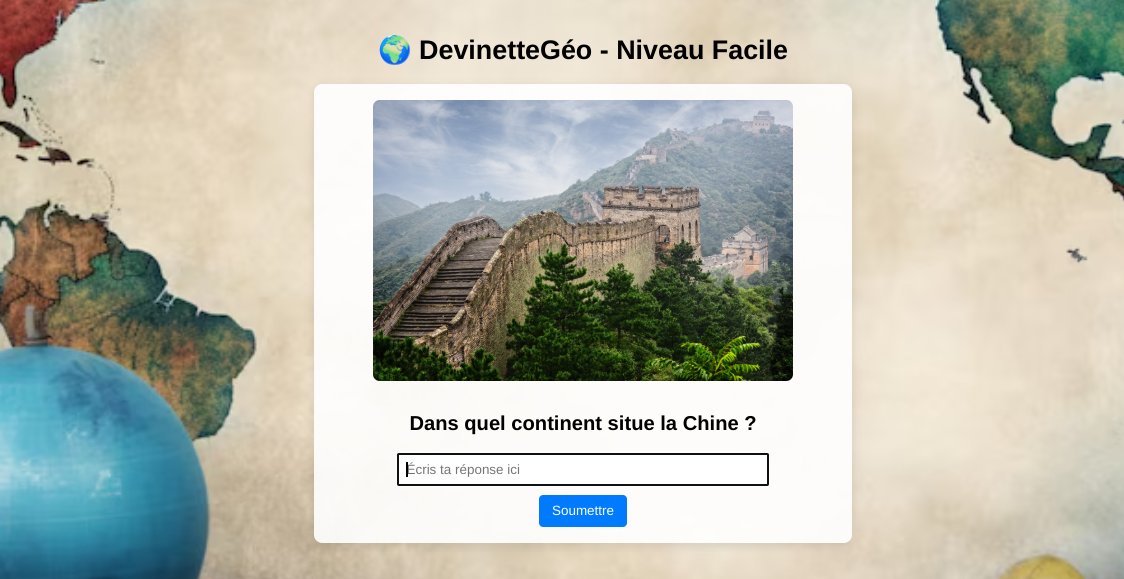 🌍 DevinetteGéo - Niveau Facile
Dans quel continent situe la Chine ?
Écris ta réponse ici
Soumettre